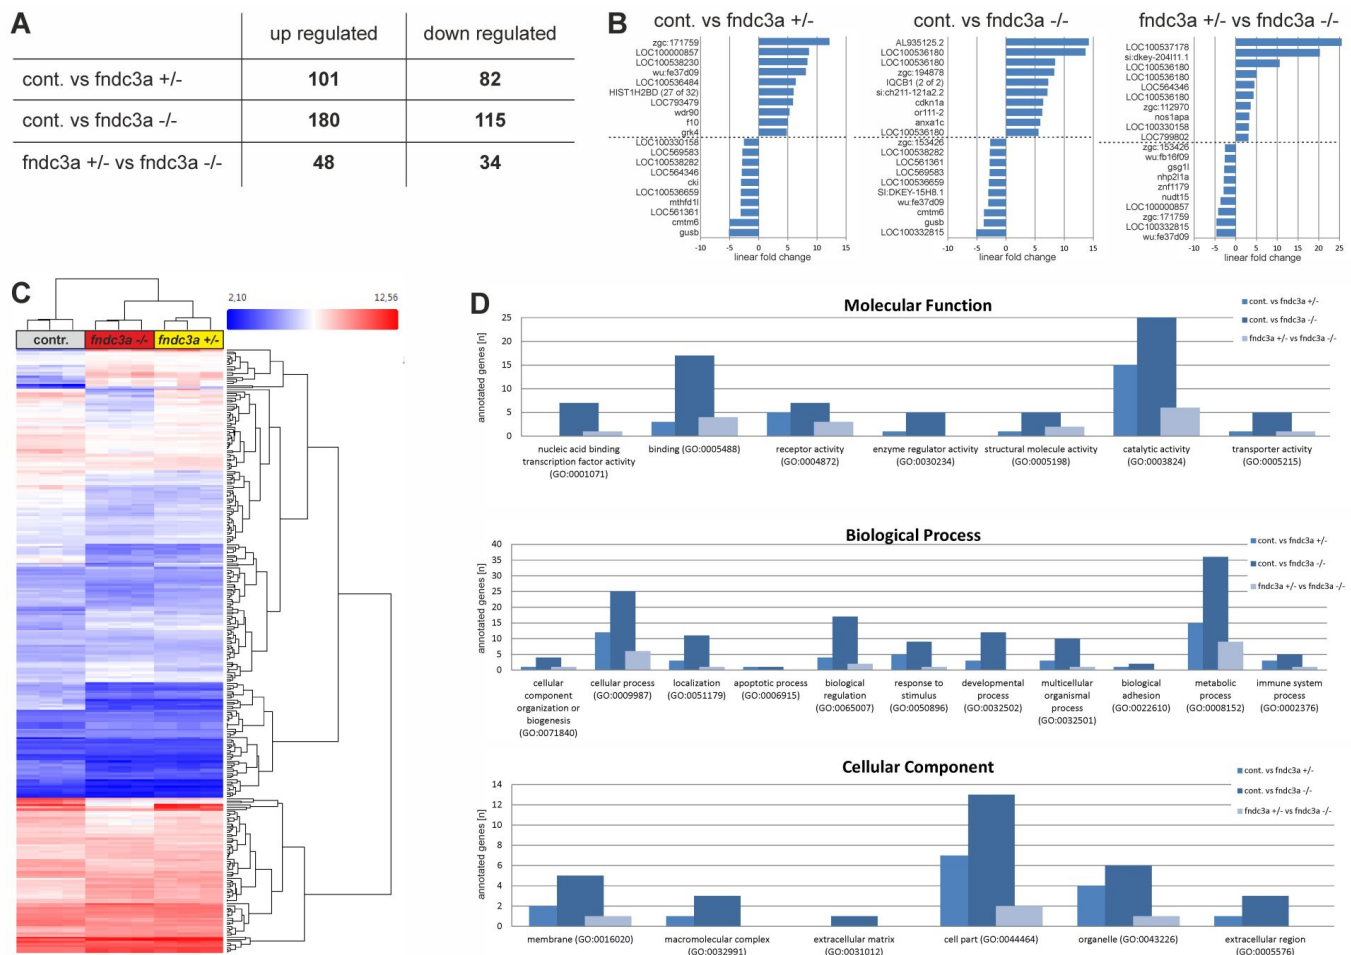 A
up regulated down regulated
cont. vs fndc3a +/- 101 82
cont. vs fndc3a -/- 180 115
fndc3a +/- vs fndc3a -/- 48 34
B
cont. vs fndc3a +/-
zgc:171759
LOC100000857
LOC100538230
wu:fe37d09
LOC100536484
HIST1H2BD (27 of 32)
LOC793479
wdr90
f10
grk4
LOC100330158
LOC569583
LOC100538282
LOC564346
cki
LOC100536659
mthfd1l
LOC561361
cmtm6
gusb
-10 -5 0 5 10 15
linear fold change
cont. vs fndc3a -/-
AL935125.2
LOC100536180
LOC100536180
zgc:194878
IQCB1 (2 of 2)
si:ch211-121a2.2
cdkn1a
or111-2
anxa1c
LOC100536180
zgc:153426
LOC100538282
LOC561361
LOC569583
LOC100536659
SI:DKEY-15H8.1
wu:fe37d09
cmtm6
gusb
LOC100332815
-10 -5 0 5 10 15
linear fold change
fndc3a +/- vs fndc3a -/-
LOC100537178
si:dkey-204l11.1
LOC100536180
LOC100536180
LOC564346
LOC100536180
zgc:112970
nos1apa
LOC100330158
LOC799802
zgc:153426
wu:fb16f09
gsg1l
nhp2l1a
znf1179
nudt15
LOC100000857
zgc:171759
LOC100332815
wu:fe37d09
-10 -5 0 5 10 15 20 25
linear fold change
C
2,10 12,56
contr. fndc3a -/- fndc3a +/-
D
Molecular Function
cont. vs fndc3a +/-
cont. vs fndc3a -/-
fndc3a +/- vs fndc3a -/-
annotated genes [n]
25
20
15
10
5
0
nucleic acid binding transcription factor activity (GO:0001071)
binding (GO:0005488)
receptor activity (GO:0004872)
enzyme regulator activity (GO:0030234)
structural molecule activity (GO:0005198)
catalytic activity (GO:0003824)
transporter activity (GO:0005215)
Biological Process
cont. vs fndc3a +/-
cont. vs fndc3a -/-
fndc3a +/- vs fndc3a -/-
annotated genes [n]
40
35
30
25
20
15
10
5
0
cellular component organization or biogenesis (GO:0071840)
cellular process (GO:0009987)
localization (GO:0051179)
apoptotic process (GO:0006915)
biological regulation (GO:0065007)
response to stimulus (GO:0050896)
developmental process (GO:0032502)
multicellular organismal process (GO:0032501)
biological adhesion (GO:0022610)
metabolic process (GO:0008152)
immune system process (GO:0002376)
Cellular Component
cont. vs fndc3a +/-
cont. vs fndc3a -/-
fndc3a +/- vs fndc3a -/-
annotated genes [n]
14
12
10
8
6
4
2
0
membrane (GO:0016020)
macromolecular complex (GO:0032991)
extracellular matrix (GO:0031012)
cell part (GO:0044464)
organelle (GO:0043226)
extracellular region (GO:0005576)